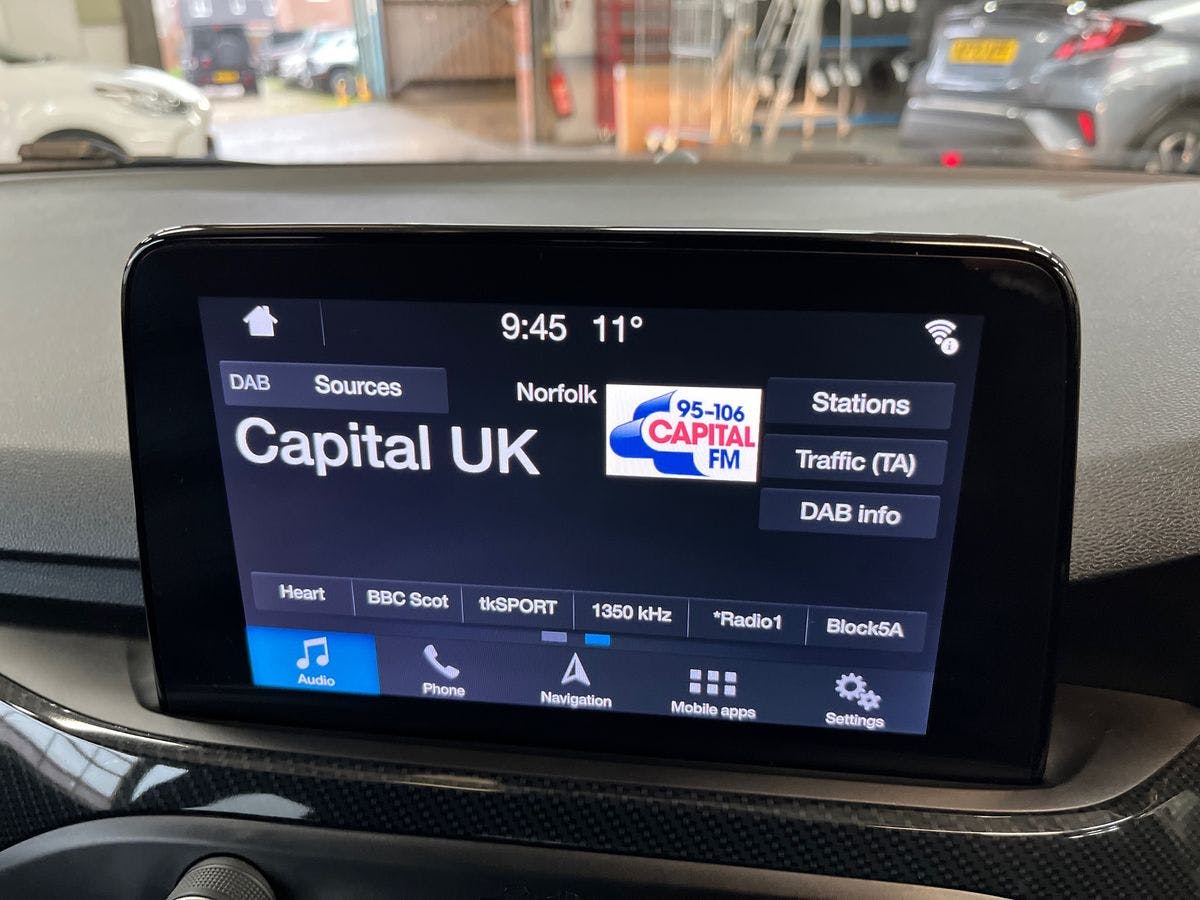 9:45 11°
DAB Sources
Norfolk
Capital UK
95-106
CAPITAL
FM
Stations
Traffic (TA)
DAB info
Heart
BBC Scot
tkSPORT
1350 kHz
*Radio1
Block5A
Audio
Phone
Navigation
Mobile apps
Settings